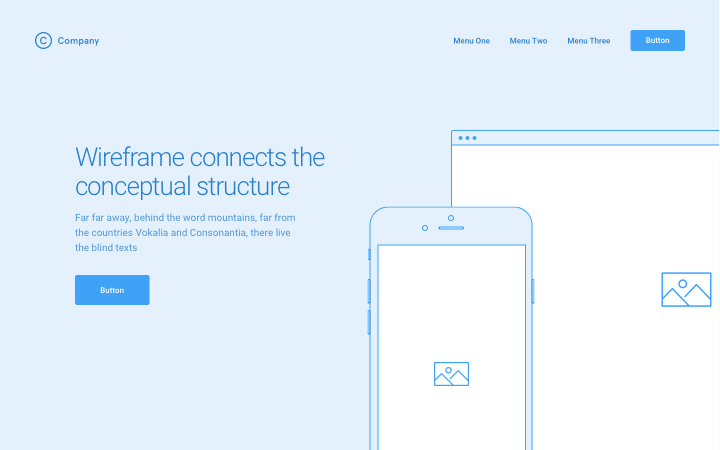 C Company
Menu One Menu Two Menu Three Button
Wireframe connects the
conceptual structure
Far far away, behind the word mountains, far from
the countries Vokalia and Consonantia, there live
the blind texts
Button